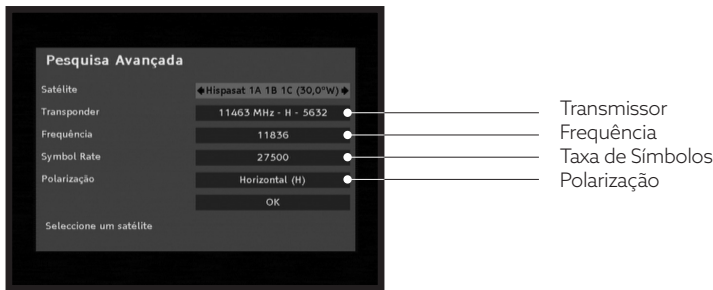 Pesquisa Avançada
Satélite Hispasat 1A 1B 1C (30,0"W)
Transponder 11463 MHz - H - 5632 Transmissor
Frequência 11836 Frequência
Symbol Rate 27500 Taxa de Símbolos
Polarização Horizontal (H) Polarização
OK
Seleccione um satélite